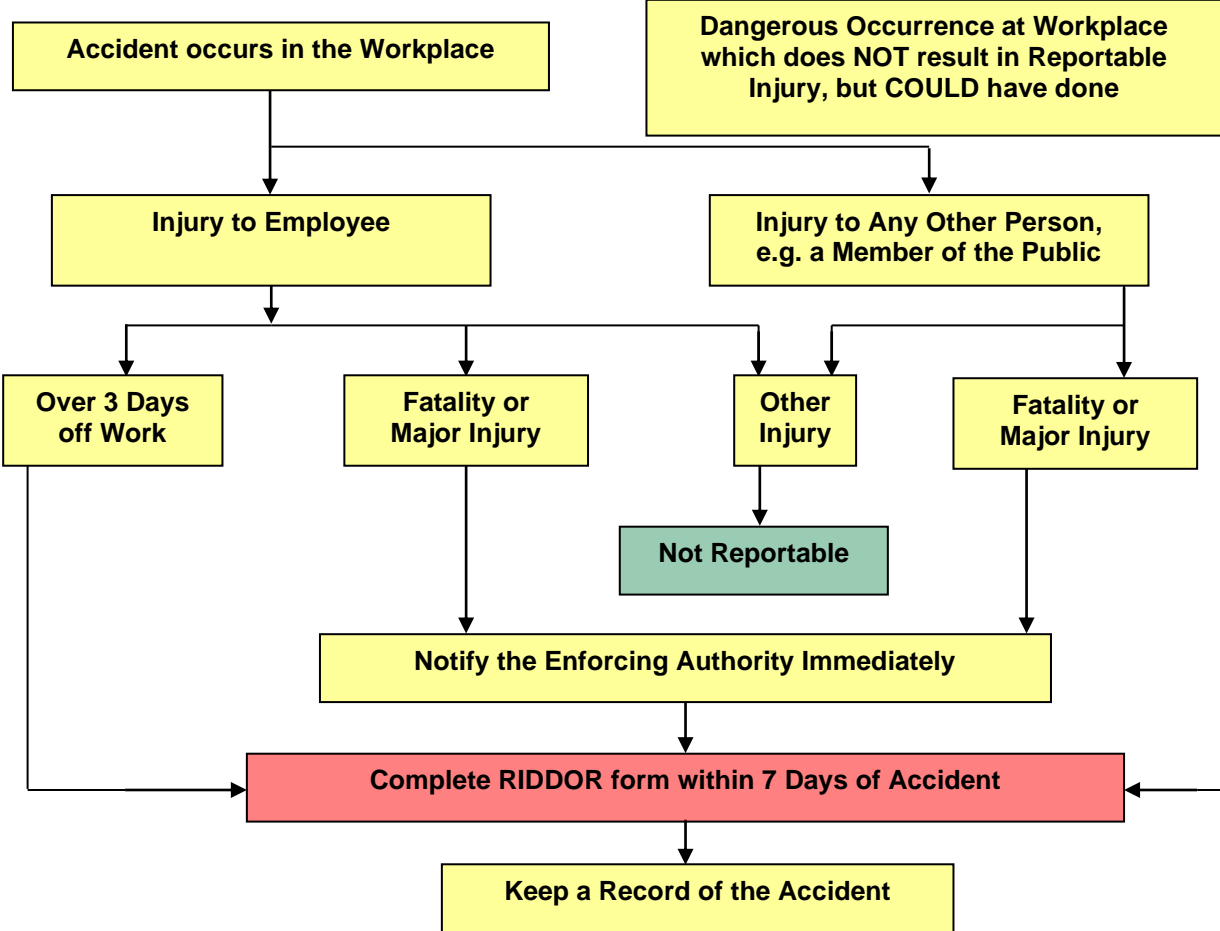 Accident occurs in the Workplace
Dangerous Occurrence at Workplace
which does NOT result in Reportable
Injury, but COULD have done
Injury to Employee
Injury to Any Other Person,
e.g. a Member of the Public
Over 3 Days
off Work
Fatality or
Major Injury
Other
Injury
Fatality or
Major Injury
Not Reportable
Notify the Enforcing Authority Immediately
Complete RIDDOR form within 7 Days of Accident
Keep a Record of the Accident